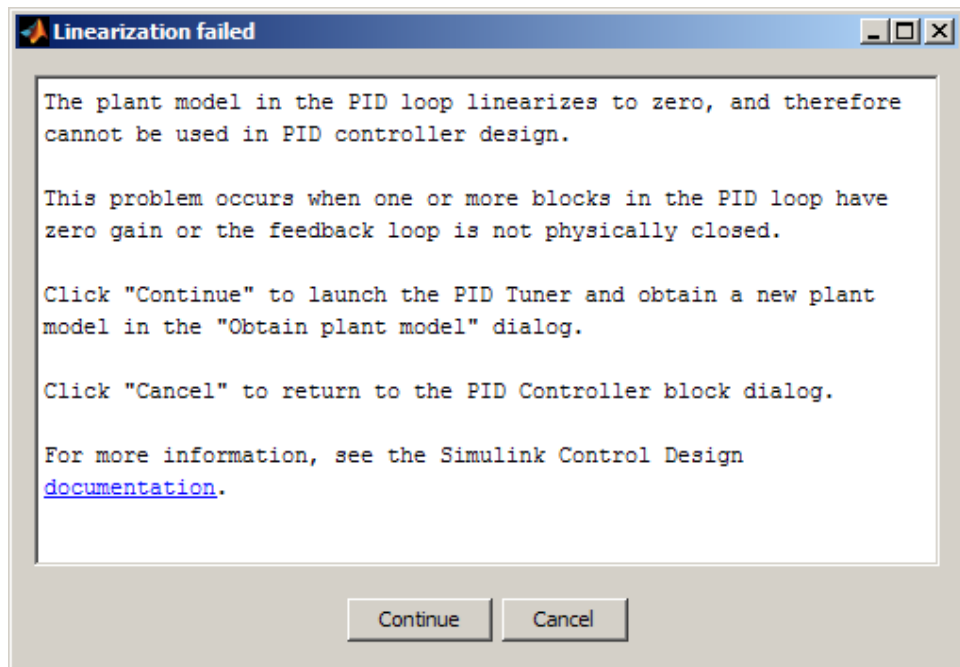 Linearization failed
The plant model in the PID loop linearizes to zero, and therefore
cannot be used in PID controller design.
This problem occurs when one or more blocks in the PID loop have
zero gain or the feedback loop is not physically closed.
Click "Continue" to launch the PID Tuner and obtain a new plant
model in the "Obtain plant model" dialog.
Click "Cancel" to return to the PID Controller block dialog.
For more information, see the Simulink Control Design
documentation.
Continue Cancel